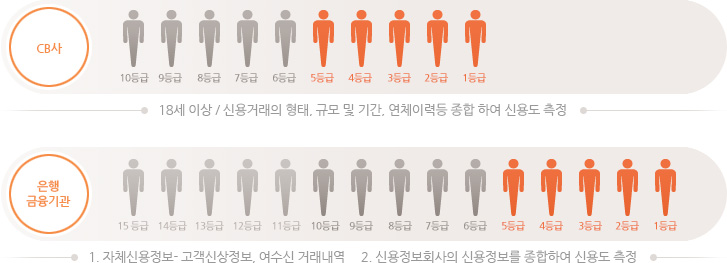 CB사
10등급 9등급 8등급 7등급 6등급 5등급 4등급 3등급 2등급 1등급
18세 이상 / 신용거래의 형태, 규모 및 기간, 연체이력등 종합 하여 신용도 측정
은행
금융기관
15 등급 14등급 13등급 12등급 11등급 10등급 9등급 8등급 7등급 6등급 5등급 4등급 3등급 2등급 1등급
1. 자체신용정보- 고객신상정보, 여수신 거래내역 2. 신용정보회사의 신용정보를 종합하여 신용도 측정